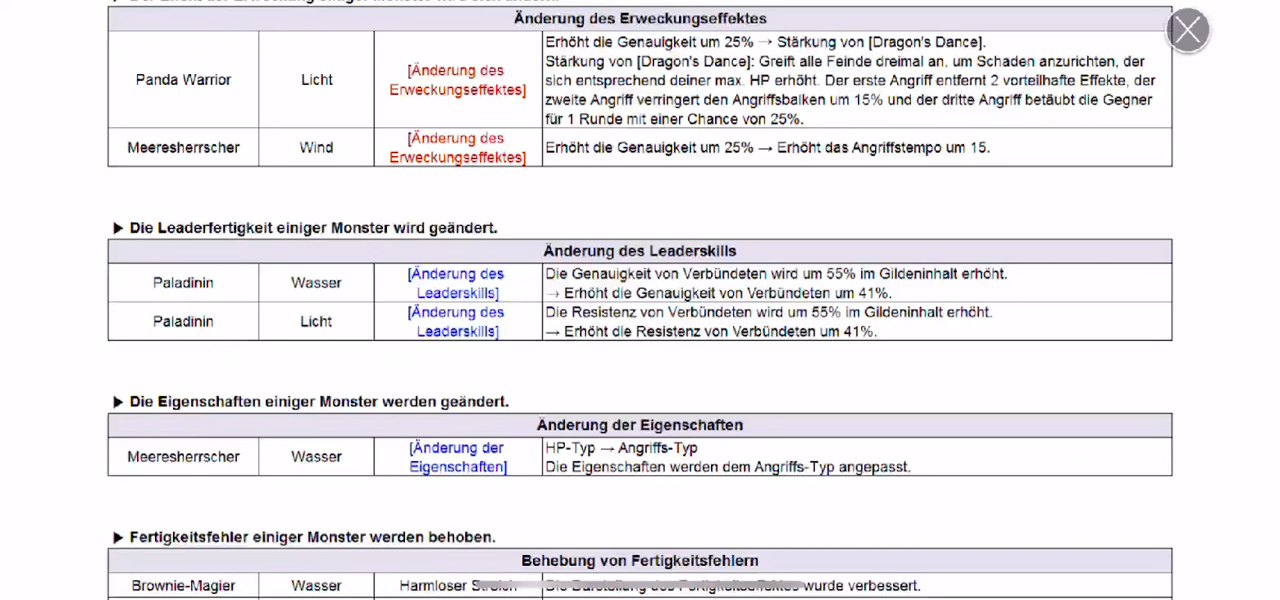 Änderung des Erweckungseffektes
Panda Warrior
Licht
[Änderung des
Erweckungseffektes]
Erhöht die Genauigkeit um 25% → Stärkung von [Dragon's Dance].
Stärkung von [Dragon's Dance]: Greift alle Feinde dreimal an, um Schaden anzurichten, der
sich entsprechend deiner max. HP erhöht. Der erste Angriff entfernt 2 vorteilhafte Effekte, der
zweite Angriff verringert den Angriffsbalken um 15% und der dritte Angriff betäubt die Gegner
für 1 Runde mit einer Chance von 25%.
Meeresherrscher
Wind
[Änderung des
Erweckungseffektes]
Erhöht die Genauigkeit um 25% → Erhöht das Angriffstempo um 15.
▶ Die Leaderfertigkeit einiger Monster wird geändert.
Änderung des Leaderskills
Paladinin
Wasser
[Änderung des
Leaderskills]
Die Genauigkeit von Verbündeten wird um 55% im Gildeninhalt erhöht.
→ Erhöht die Genauigkeit von Verbündeten um 41%.
Paladinin
Licht
[Änderung des
Leaderskills]
Die Resistenz von Verbündeten wird um 55% im Gildeninhalt erhöht.
→ Erhöht die Resistenz von Verbündeten um 41%.
▶ Die Eigenschaften einiger Monster werden geändert.
Änderung der Eigenschaften
Meeresherrscher
Wasser
[Änderung der
Eigenschaften]
HP-Typ → Angriffs-Typ
Die Eigenschaften werden dem Angriffs-Typ angepasst.
▶ Fertigkeitsfehler einiger Monster werden behoben.
Behebung von Fertigkeitsfehlern
Brownie-Magier
Wasser
Harmloser Streich
Die Darstellung des wurde verbessert.